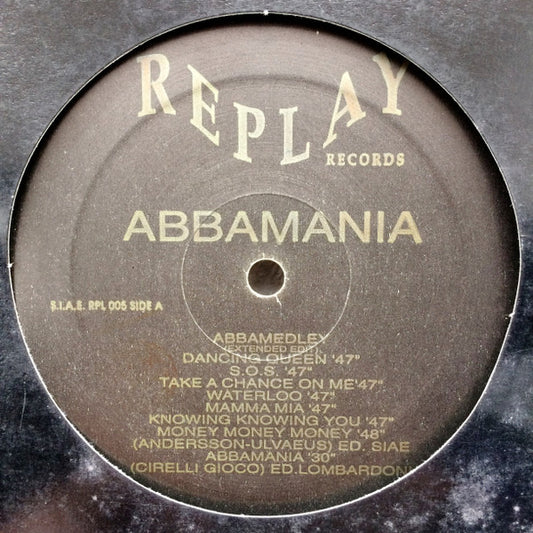 REPLAY
RECORDS
ABBAMANIA
S.I.A.E. RPL 005 SIDE A
ABBAMEDLEY
(EXTENDED EDIT)
DANCING QUEEN '47"
S.O.S. '47"
TAKE A CHANCE ON ME'47"
WATERLOO '47"
MAMMA MIA '47"
KNOWING KNOWING YOU '47"
MONEY MONEY MONEY '48"
(ANDERSSON-ULVAEUS) ED. SIAE
ABBAMANIA '30"
(CIRELLI GIOCO) ED.LOMBARDONI